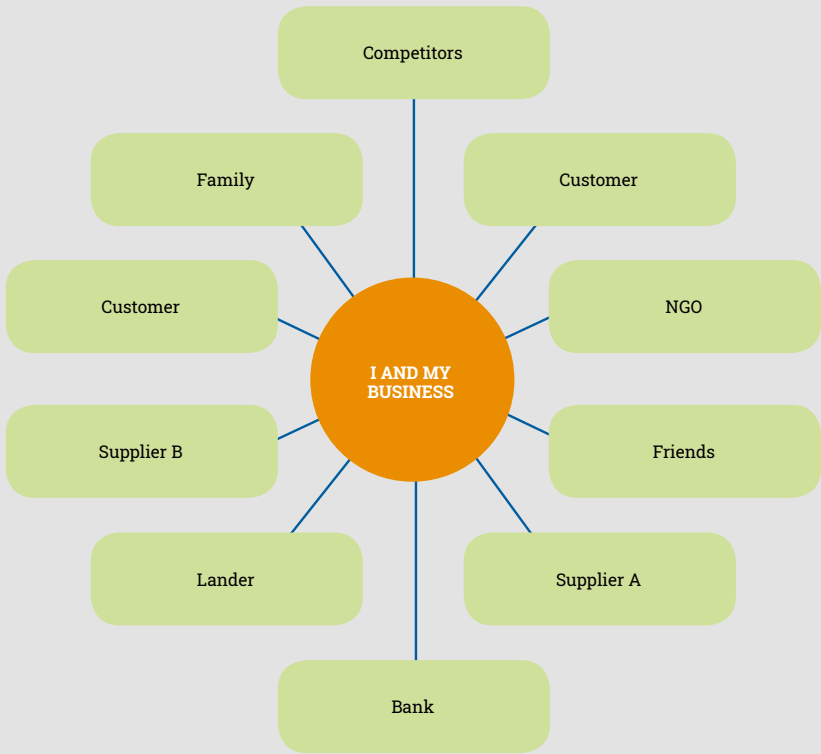 Competitors
Family
Customer
Customer
NGO
I AND MY
BUSINESS
Supplier B
Friends
Lander
Supplier A
Bank